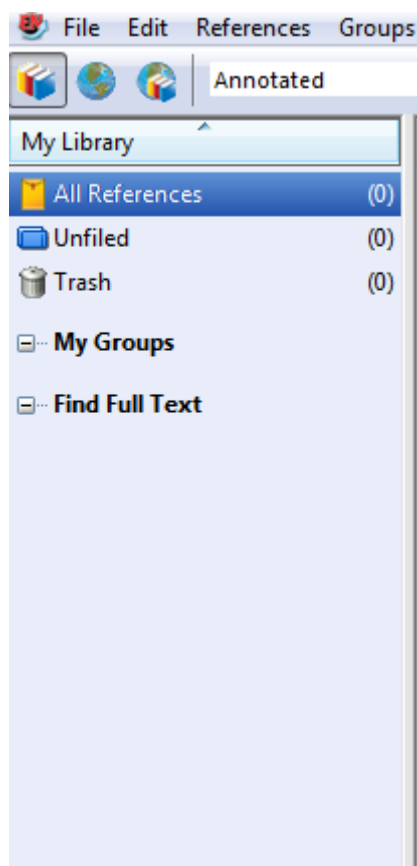 File Edit References Groups
Annotated
My Library
All References (0)
Unfiled (0)
Trash (0)
My Groups
Find Full Text